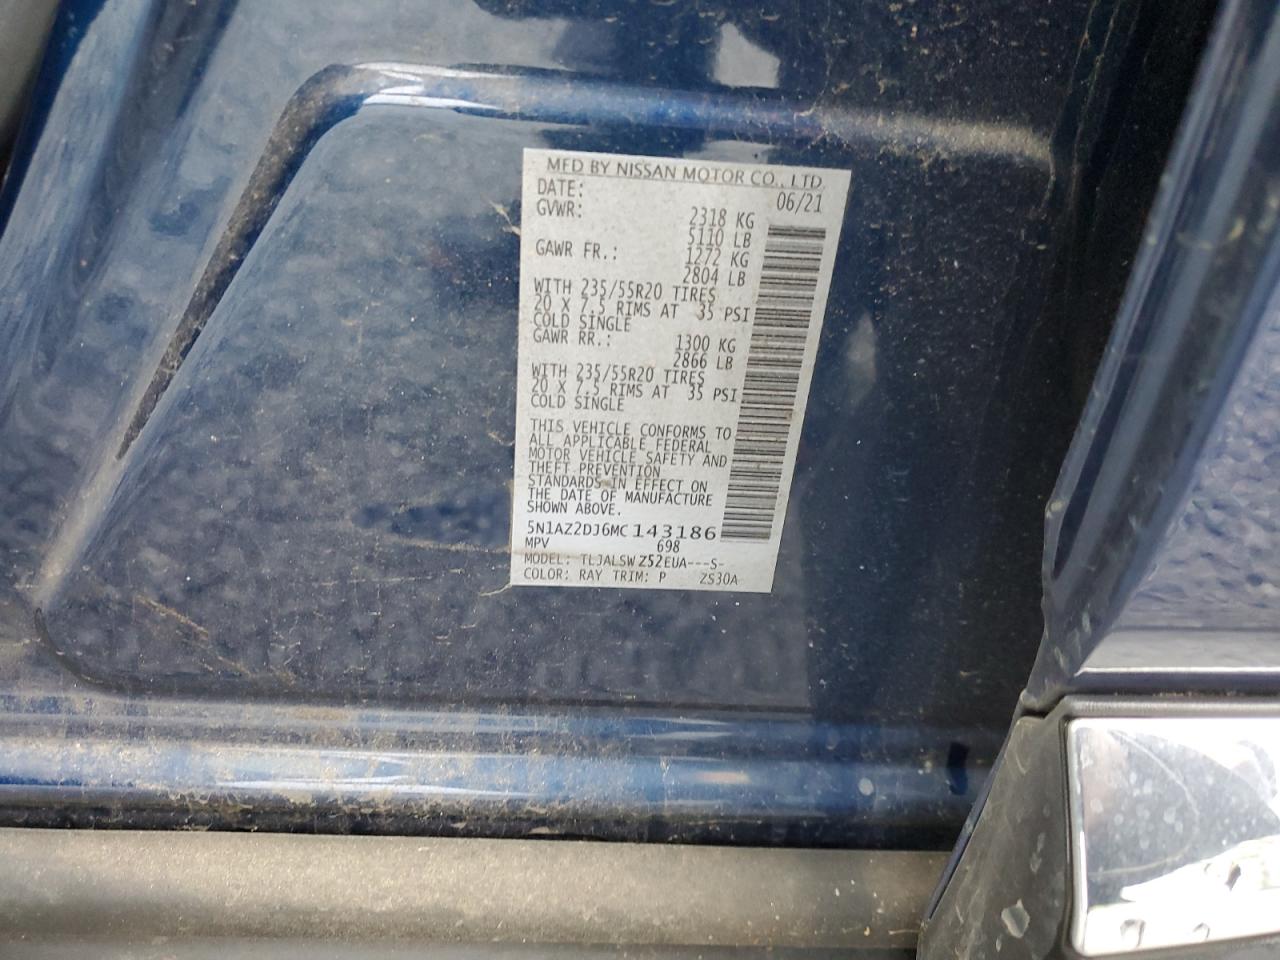 MFD BY NISSAN MOTOR CO., LTD.
DATE: 06/21
GVWR: 2318 KG
5110 LB
GAWR FR.: 1272 KG
2804 LB
WITH 235/55R20 TIRES
20 X 7.5 RIMS AT 35 PSI
COLD SINGLE
GAWR RR.: 1300 KG
2866 LB
WITH 235/55R20 TIRES
20 X 7.5 RIMS AT 35 PSI
COLD SINGLE
THIS VEHICLE CONFORMS TO
ALL APPLICABLE FEDERAL
MOTOR VEHICLE SAFETY AND
THEFT PREVENTION
STANDARDS IN EFFECT ON
THE DATE OF MANUFACTURE
SHOWN ABOVE.
5N1AZ2DJ6MC143186
MPV 698
MODEL: TLJALSWZ52EUA---S-
COLOR: RAY TRIM: P ZS30A